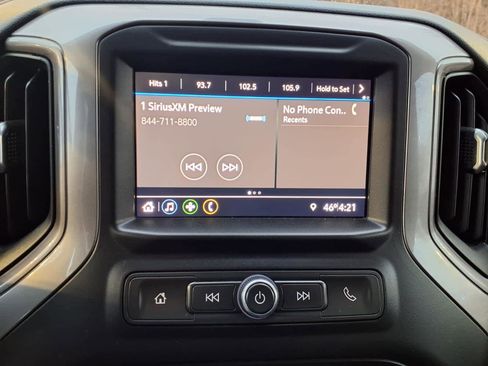 Hits 1 93.7 102.5 105.9 Hold to Set
1 SiriusXM Preview
844-711-8800
No Phone Con..
Recents
46° 4:21